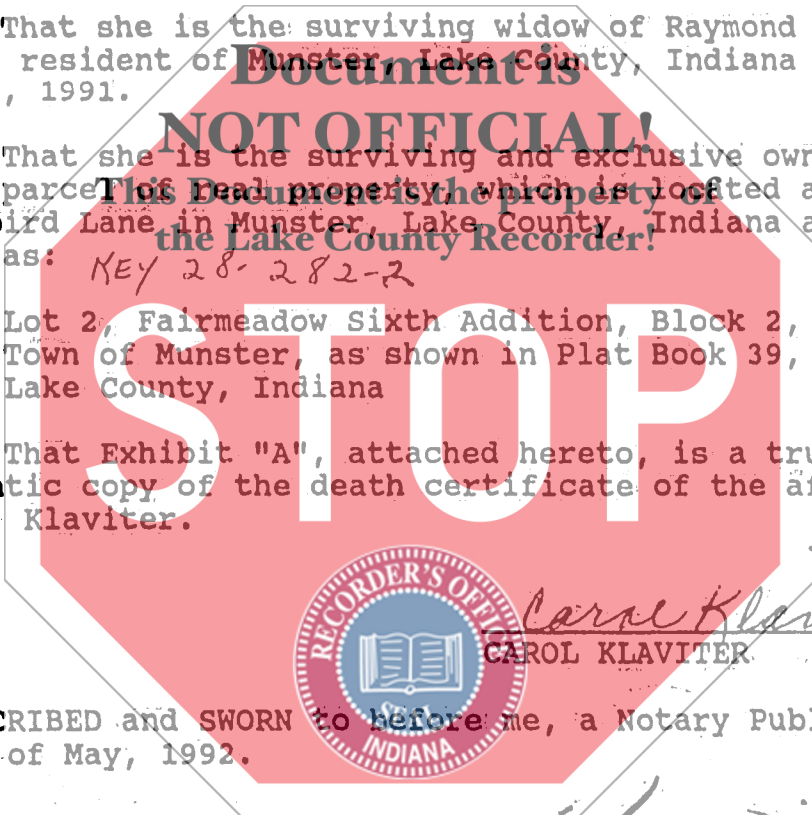 That she is the surviving widow of Raymond
resident of Munster, Lake County, Indiana
, 1991.
Document is
NOT OFFICIAL!
This Document is the property of
the Lake County Recorder!
That she is the surviving and exclusive own
parcel of real property, which is located a
ird Lane in Munster, Lake County, Indiana a
as:
KEY 28-282-2
Lot 2, Fairmeadow Sixth Addition, Block 2,
Town of Munster, as shown in Plat Book 39,
Lake County, Indiana
STOP
That Exhibit "A", attached hereto, is a tru
tic copy of the death certificate of the af
Klaviter.
RECORDER'S OFFIC
SEAL
INDIANA
Carol Klav
CAROL KLAVITER
CRIBED and SWORN to before me, a Notary Publ
of May, 1992.